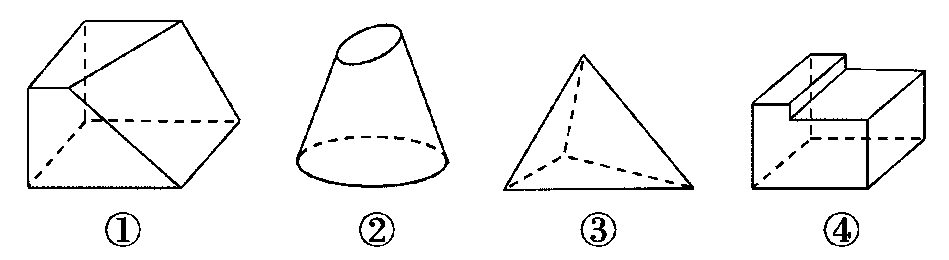 ① ② ③ ④